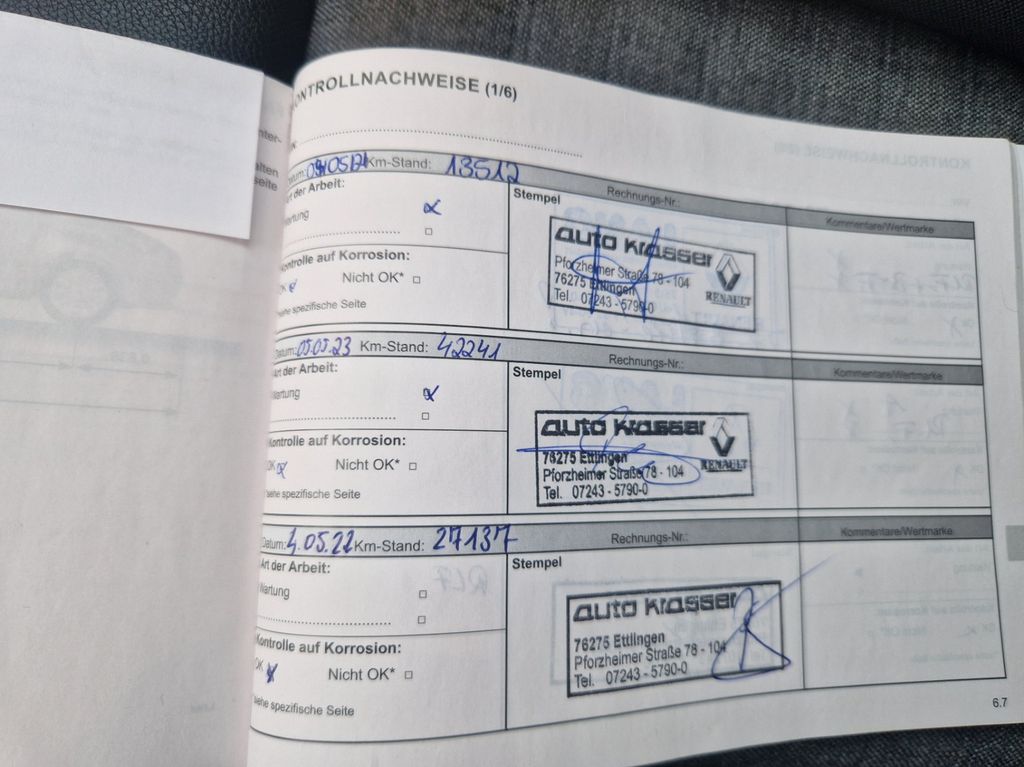 KONTROLLNACHWEISE (1/6)
Datum: 05/21 Km-Stand: 13512
Art der Arbeit:
Wartung
Kontrolle auf Korrosion:
OK Nicht OK*
*siehe spezifische Seite
Stempel Rechnungs-Nr.:
auto krasser
Pforzheimer Straße 78 - 104
76275 Ettlingen
Tel. 07243 - 5790-0
RENAULT
Kommentare/Wertmarke
Datum: 05.05.23 Km-Stand: 42241
Art der Arbeit:
Wartung
Kontrolle auf Korrosion:
OK Nicht OK*
*siehe spezifische Seite
Stempel Rechnungs-Nr.:
auto krasser
76275 Ettlingen
Pforzheimer Straße 78 - 104
Tel. 07243 - 5790-0
RENAULT
Kommentare/Wertmarke
Datum: 4.05.22 Km-Stand: 27137
Art der Arbeit:
Wartung
Kontrolle auf Korrosion:
OK Nicht OK*
*siehe spezifische Seite
Stempel Rechnungs-Nr.:
auto krasser
76275 Ettlingen
Pforzheimer Straße 78 - 104
Tel. 07243 - 5790-0
Kommentare/Wertmarke
6.7